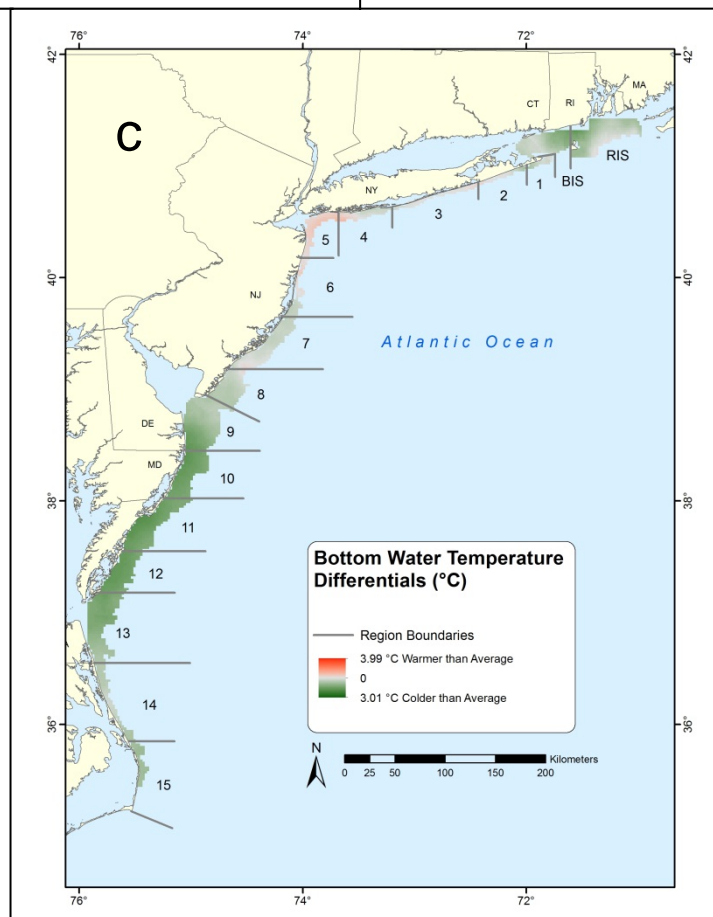 76°
74°
72°
42°
42°
C
MA
CT
RI
RIS
BIS
1
2
3
NY
4
5
40°
40°
6
NJ
7
Atlantic Ocean
8
DE
9
MD
10
38°
38°
11
12
13
14
15
36°
36°
Bottom Water Temperature
Differentials (°C)
Region Boundaries
3.99 °C Warmer than Average
0
3.01 °C Colder than Average
N
Kilometers
0 25 50 100 150 200
76°
74°
72°